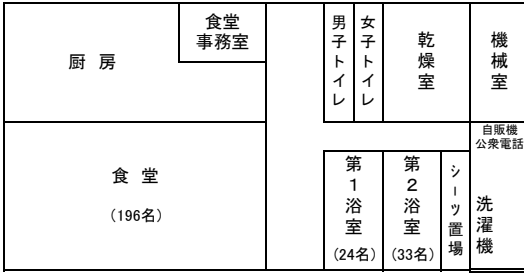 厨 房
食堂
事務室
男子トイレ
女子トイレ
乾燥室
機械室
自販機
公衆電話
食 堂
（196名）
第1浴室
（24名）
第2浴室
（33名）
シーツ置場
洗濯機